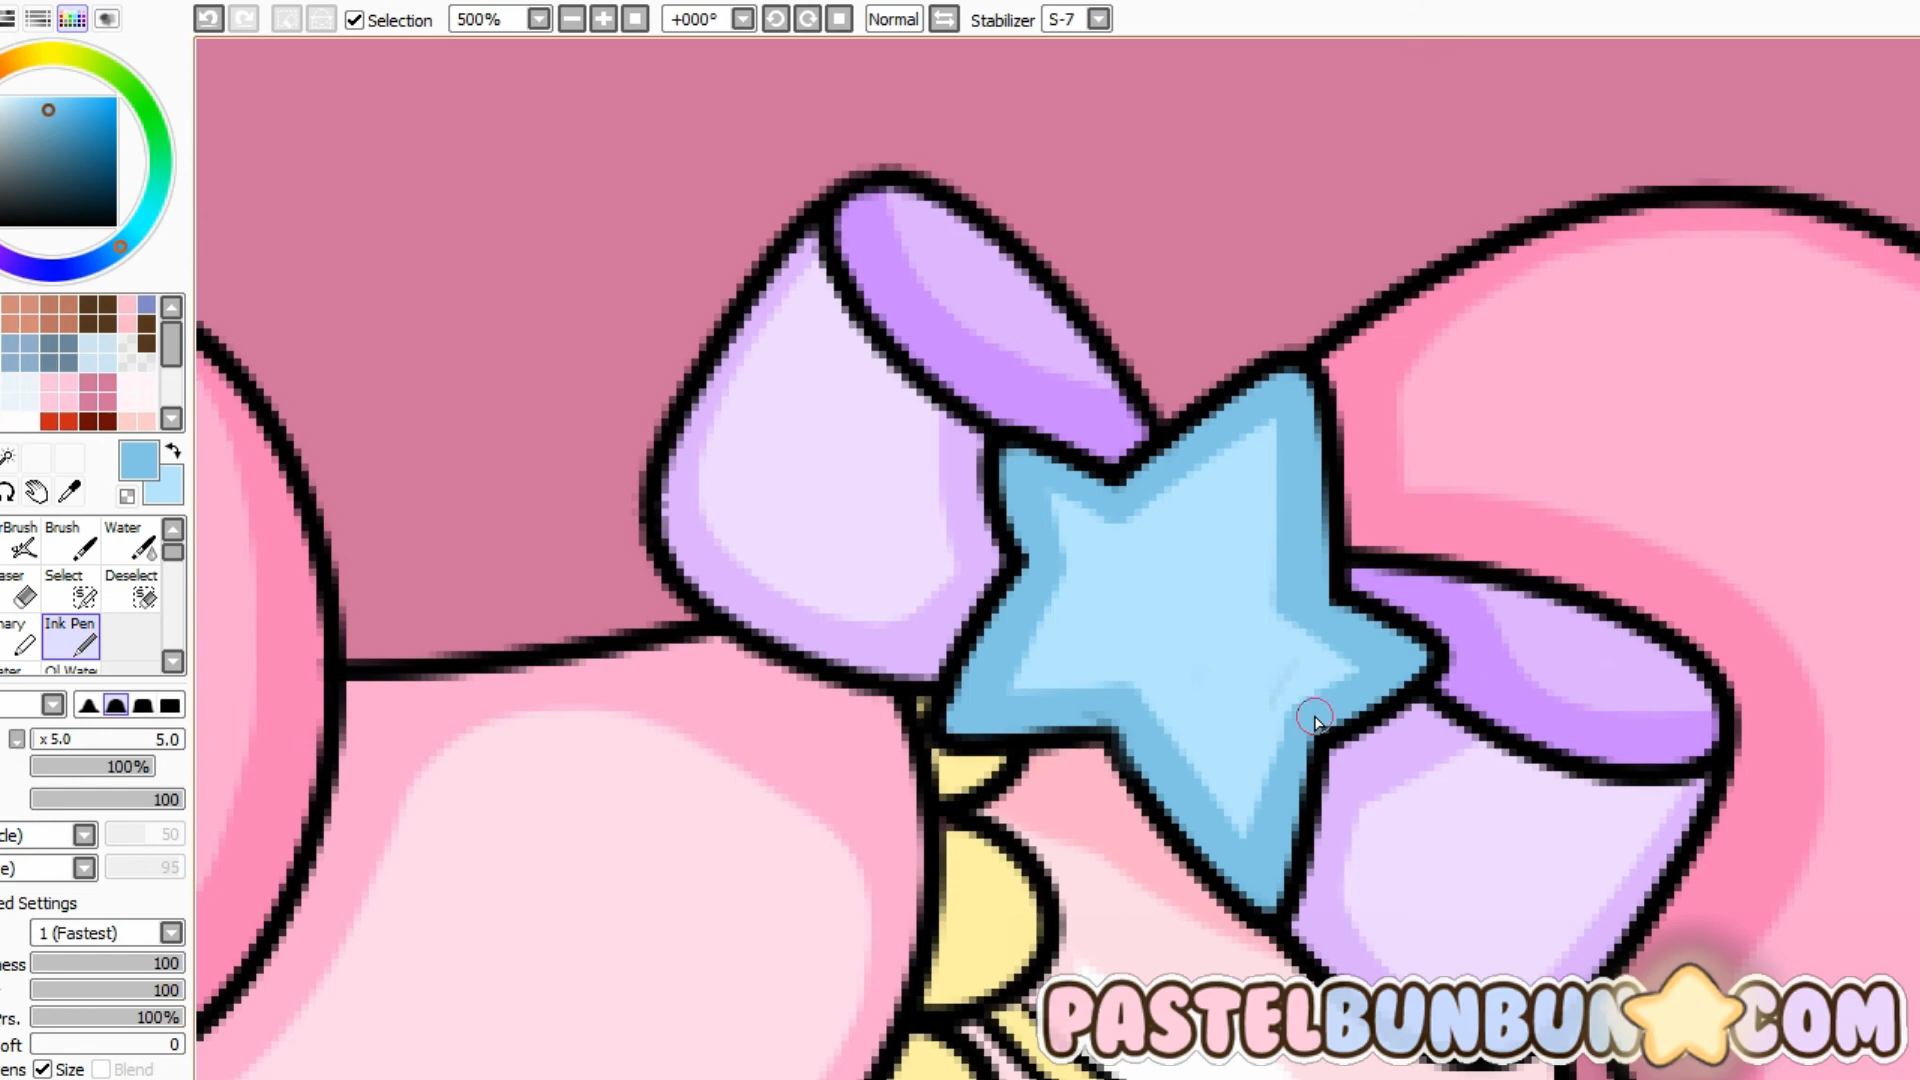 Selection 500% +000° Normal Stabilizer S-7
Brush Water
Select Deselect
Ink Pen
x 5.0 5.0
100%
100
50
95
Settings
1 (Fastest)
100
100
100%
0
Size Blend
PASTELBUNBUN.COM